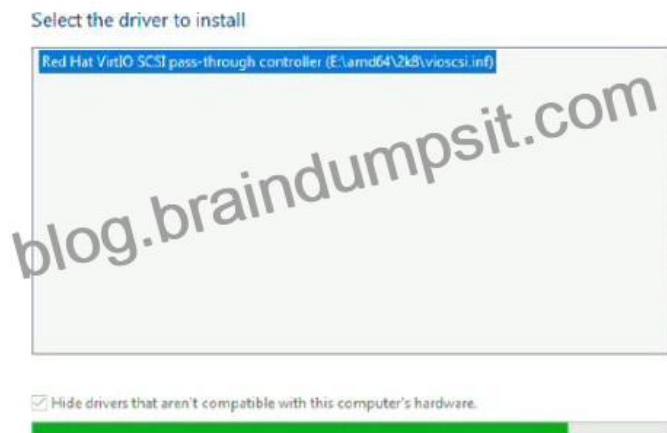 Select the driver to install
Red Hat VirtIO SCSI pass-through controller (E:\amd64\2k8\vioscsi.inf)
blog.braindumpsit.com
Hide drivers that aren't compatible with this computer's hardware.